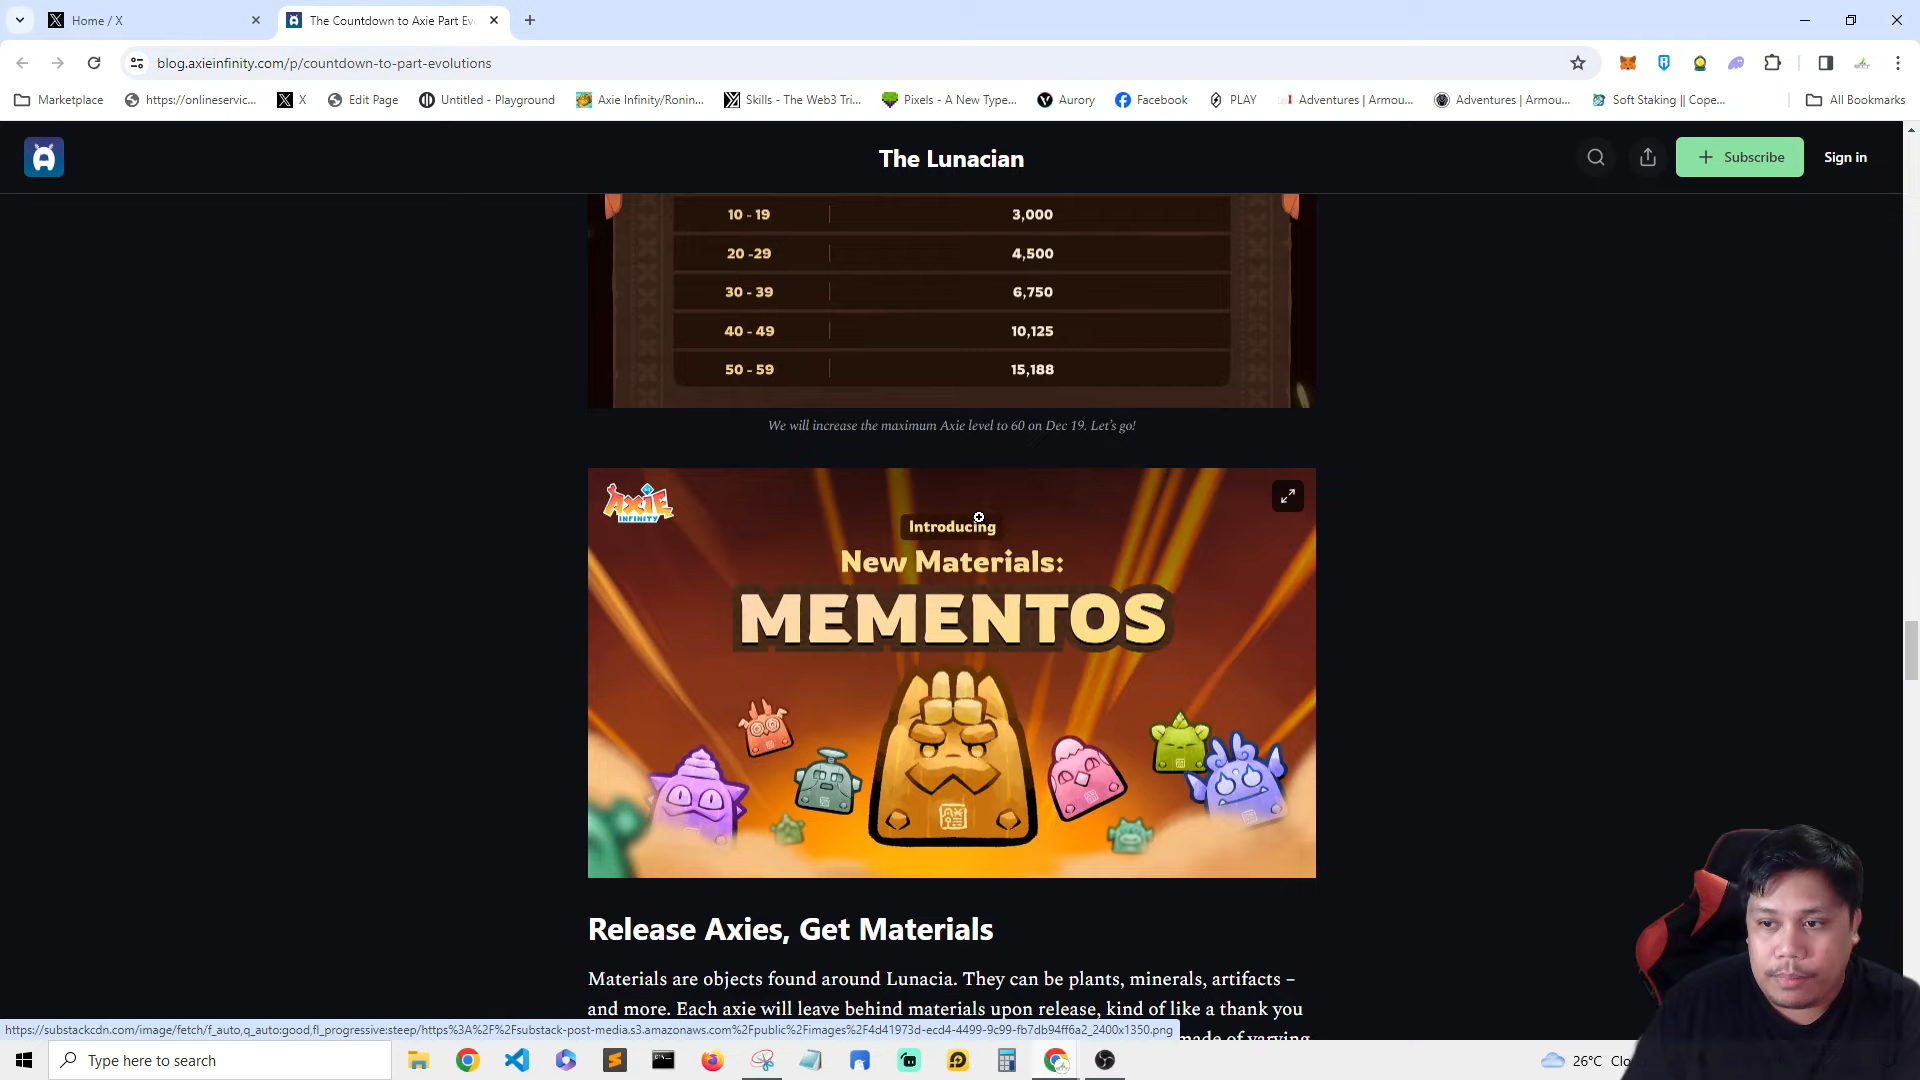 Home / X
The Countdown to Axie Part Ev
blog.axieinfinity.com/p/countdown-to-part-evolutions
Marketplace
https://onlineservic...
X
Edit Page
Untitled - Playground
Axie Infinity/Ronin...
Skills - The Web3 Tri...
Pixels - A New Type...
Aurory
Facebook
PLAY
Adventures | Armou...
Adventures | Armou...
Soft Staking || Cope...
All Bookmarks
The Lunacian
Subscribe
Sign in
10 - 19 3,000
20 -29 4,500
30 - 39 6,750
40 - 49 10,125
50 - 59 15,188
We will increase the maximum Axie level to 60 on Dec 19. Let's go!
AXIE
INFINITY
Introducing
New Materials:
MEMENTOS
Release Axies, Get Materials
Materials are objects found around Lunacia. They can be plants, minerals, artifacts –
and more. Each axie will leave behind materials upon release, kind of like a thank you
made of varying
https://substackcdn.com/image/fetch/f_auto,q_auto:good,fl_progressive:steep/https%3A%2F%2Fsubstack-post-media.s3.amazonaws.com%2Fpublic%2Fimages%2F4d41973d-ecd4-4499-9c99-fb7db94ff6a2_2400x1350.png
Type here to search
26°C